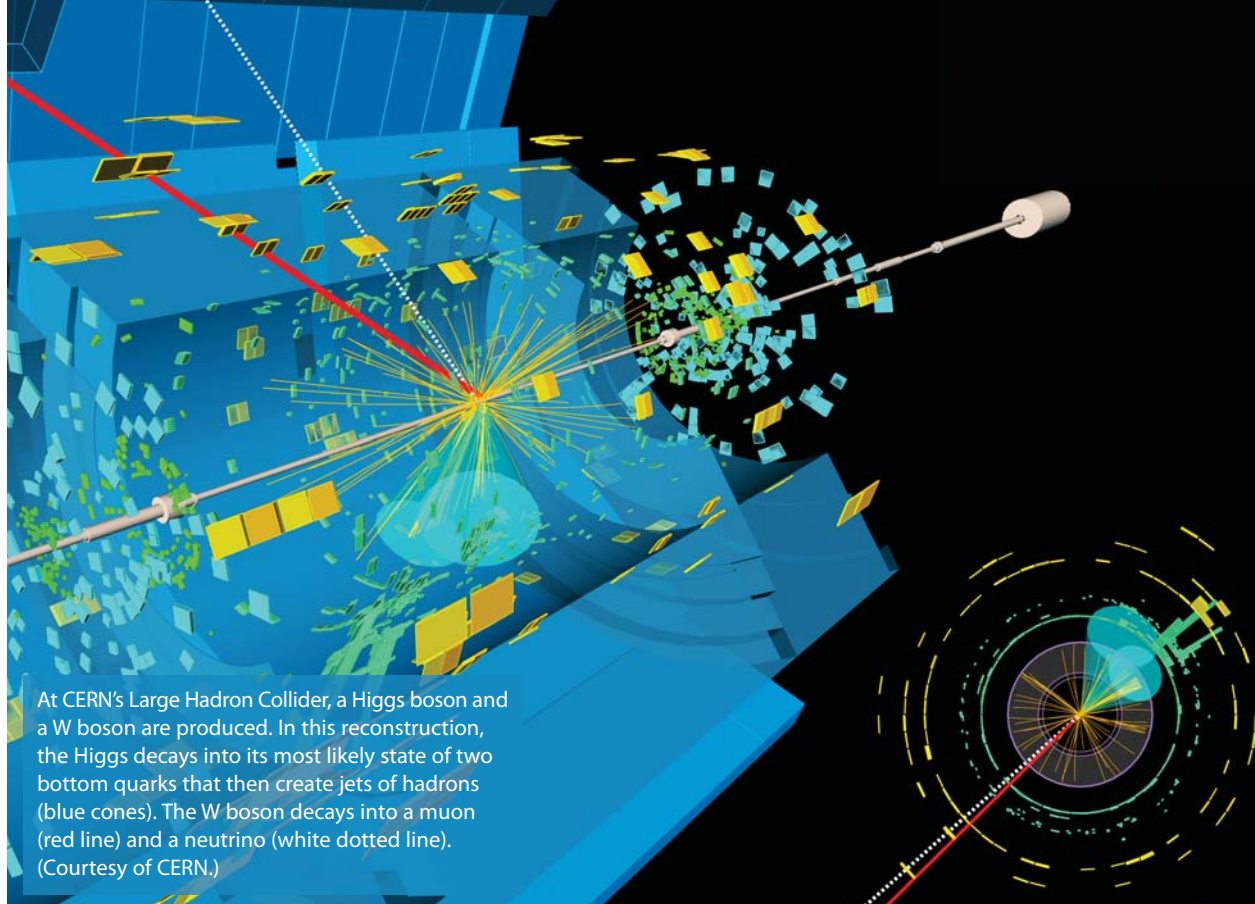 At CERN’s Large Hadron Collider, a Higgs boson and
a W boson are produced. In this reconstruction,
the Higgs decays into its most likely state of two
bottom quarks that then create jets of hadrons
(blue cones). The W boson decays into a muon
(red line) and a neutrino (white dotted line).
(Courtesy of CERN.)